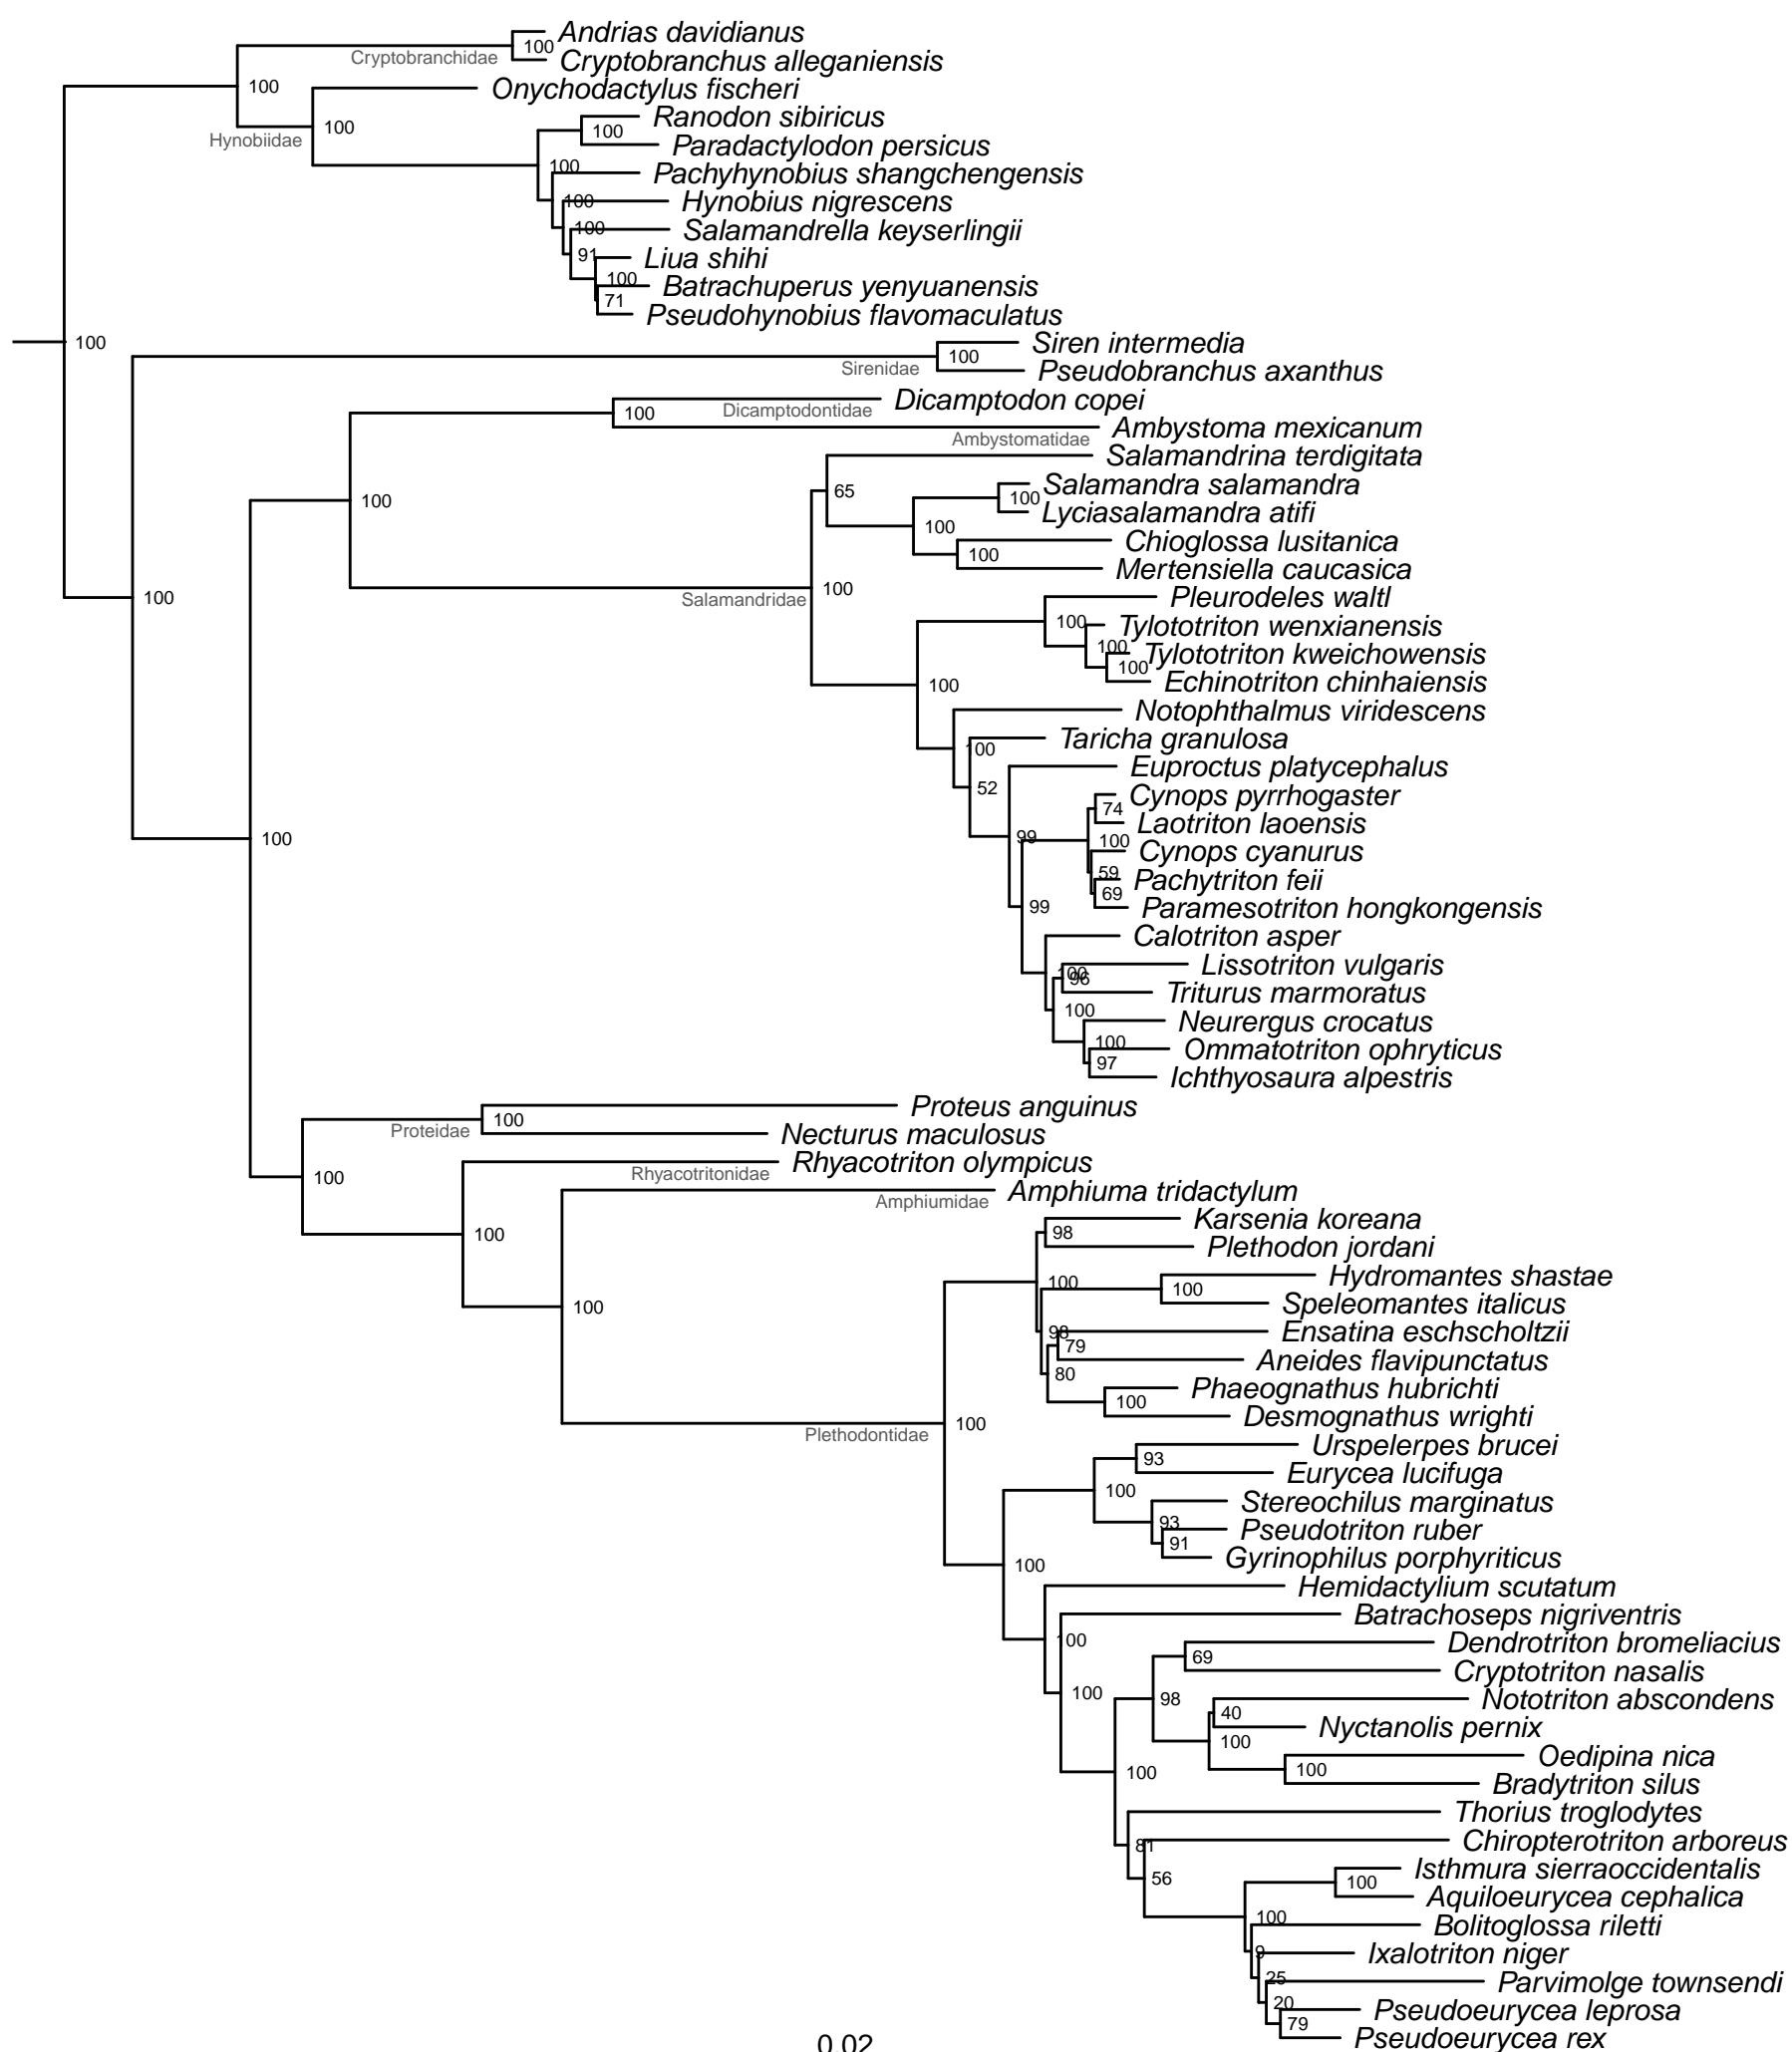 Andrias davidianus
100
Cryptobranchidae
Cryptobranchus alleganiensis
100
Onychodactylus fischeri
Ranodon sibiricus
100
100
Hynobiidae
Paradactylodon persicus
100
Pachyhynobius shangchengensis
100
Hynobius nigrescens
100
Salamandrella keyserlingii
91
Liua shihi
100
Batrachuperus yenyuanensis
71
Pseudohynobius flavomaculatus
100
Siren intermedia
100
Sirenidae
Pseudobranchus axanthus
Dicamptodon copei
100
Dicamptodontidae
Ambystoma mexicanum
Ambystomatidae
Salamandrina terdigitata
65
Salamandra salamandra
100
100
Lyciasalamandra atifi
100
Chioglossa lusitanica
100
Mertensiella caucasica
100
Salamandridae
100
Pleurodeles waltl
100
Tylototriton wenxianensis
100
Tylototriton kweichowensis
100
Echinotriton chinhaiensis
100
Notophthalmus viridescens
100
Taricha granulosa
52
Euproctus platycephalus
Cynops pyrrhogaster
74
Laotriton laoensis
99
100
100
Cynops cyanurus
59
Pachytriton feii
69
Paramesotriton hongkongensis
99
Calotriton asper
Lissotriton vulgaris
100
96
Triturus marmoratus
100
Neurergus crocatus
100
Ommatotriton ophryticus
97
Ichthyosaura alpestris
Proteus anguinus
100
Proteidae
Necturus maculosus
Rhyacotriton olympicus
100
Rhyacotritonidae
Amphiuma tridactylum
Amphiumidae
Karsenia koreana
98
100
Plethodon jordani
Hydromantes shastae
100
100
100
Speleomantes italicus
98
Ensatina eschscholtzii
79
Aneides flavipunctatus
80
Phaeognathus hubrichti
100
Desmognathus wrighti
100
Plethodontidae
Urspelerpes brucei
93
Eurycea lucifuga
100
Stereochilus marginatus
93
Pseudotriton ruber
91
Gyrinophilus porphyriticus
100
Hemidactylium scutatum
Batrachoseps nigriventris
100
Dendrotriton bromeliacius
69
Cryptotriton nasalis
100
98
Nototriton abscondens
40
Nyctanolis pernix
100
Oedipina nica
100
100
Bradytriton silus
Thorius troglodytes
81
Chiropterotriton arboreus
56
Isthmura sierraoccidentalis
100
Aquiloeurycea cephalica
100
Bolitoglossa riletti
9
Ixalotriton niger
25
Parvimolge townsendi
20
Pseudoeurycea leprosa
79
Pseudoeurycea rex
0.02